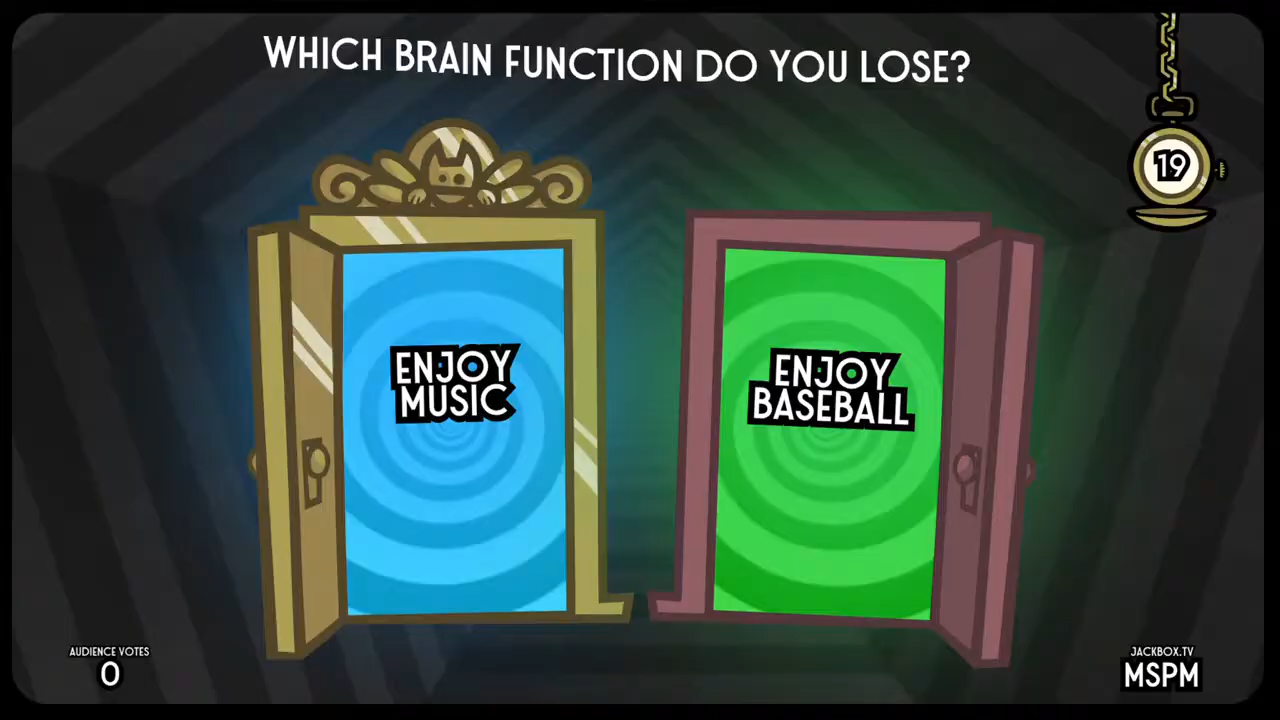 WHICH BRAIN FUNCTION DO YOU LOSE?
19
ENJOY
MUSIC
ENJOY
BASEBALL
AUDIENCE VOTES
0
JACKBOX.TV
MSPM